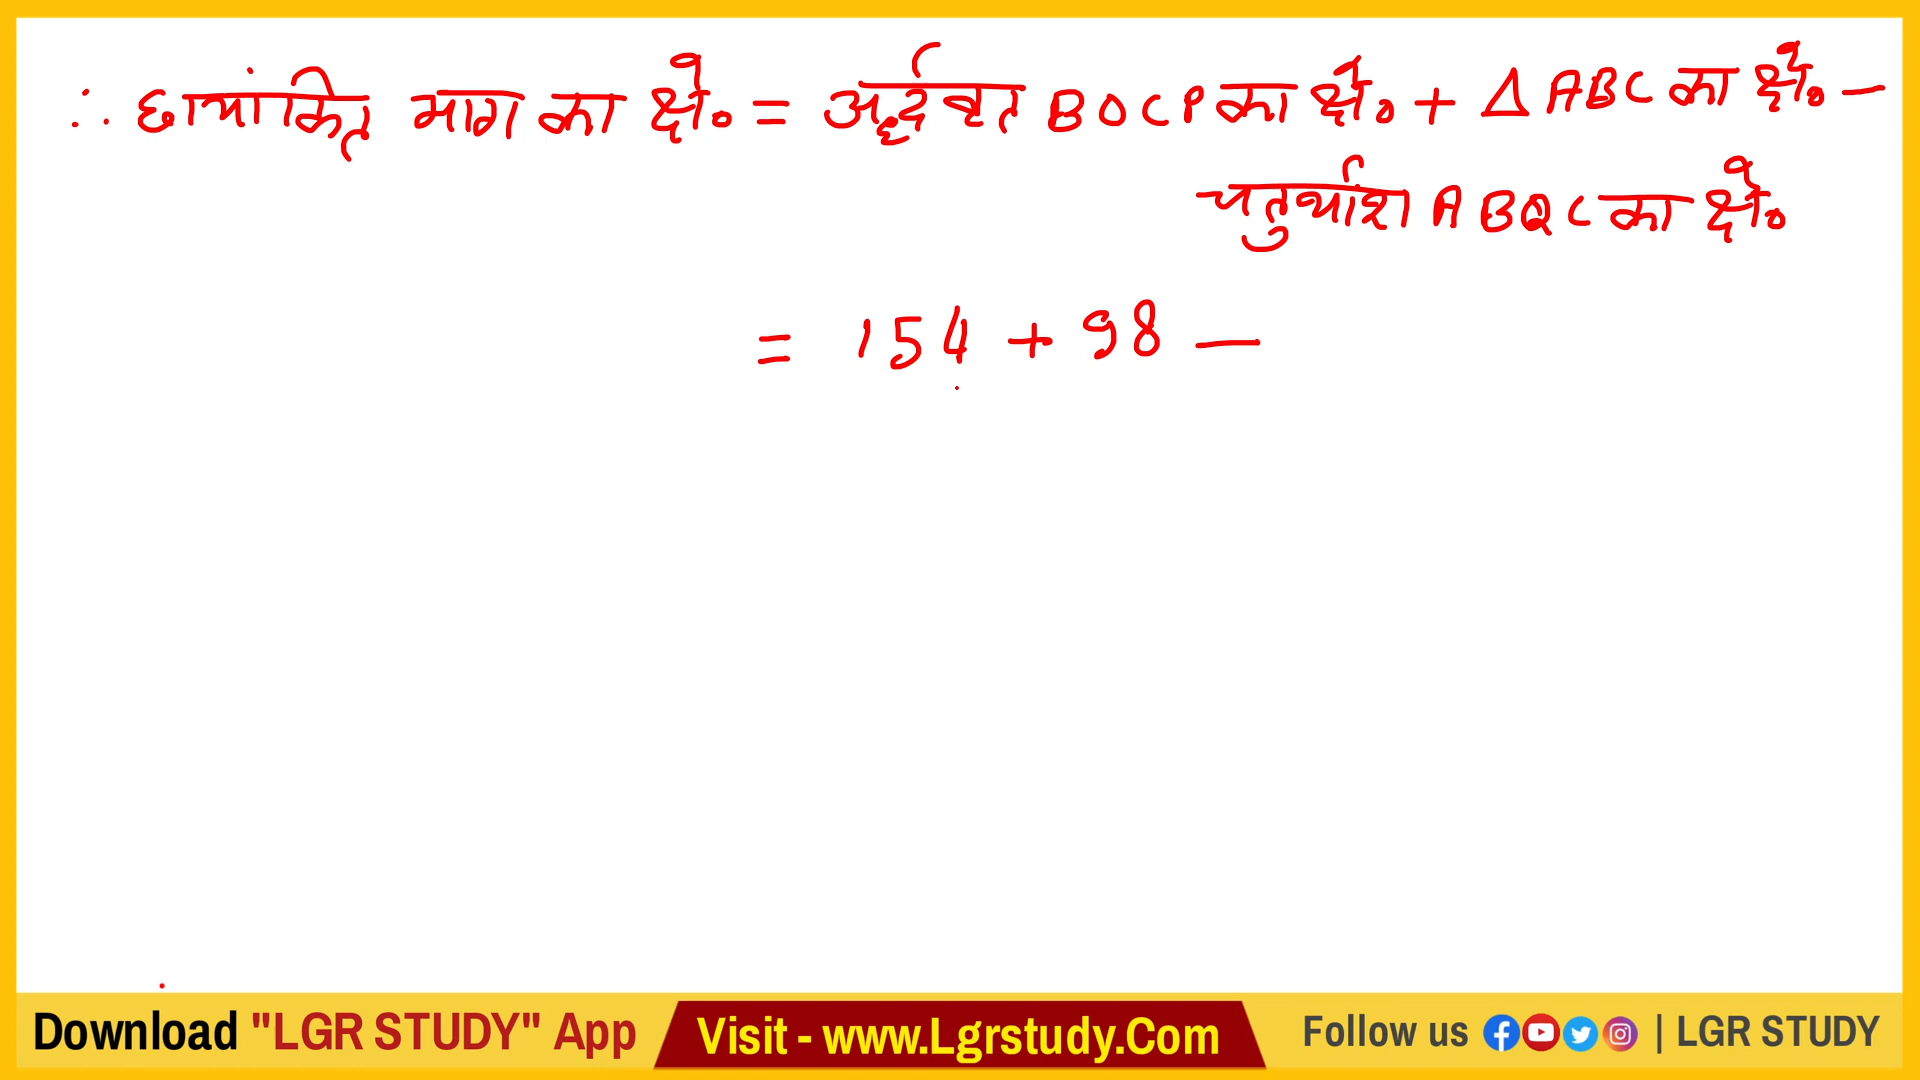 ∴ छायांकित भाग का क्षे० = अर्द्धवृत BOCP का क्षे० + Δ ABC का क्षे० –
चतुर्थांश ABQC का क्षे०
= 154 + 98 –
Download "LGR STUDY" App Visit - www.Lgrstudy.Com Follow us | LGR STUDY